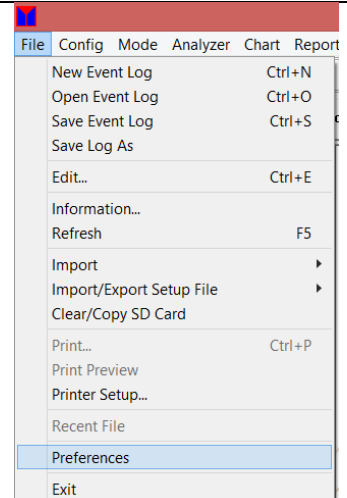 File Config Mode Analyzer Chart Report
New Event Log Ctrl+N
Open Event Log Ctrl+O
Save Event Log Ctrl+S
Save Log As
Edit... Ctrl+E
Information...
Refresh F5
Import
Import/Export Setup File
Clear/Copy SD Card
Print... Ctrl+P
Print Preview
Printer Setup...
Recent File
Preferences
Exit